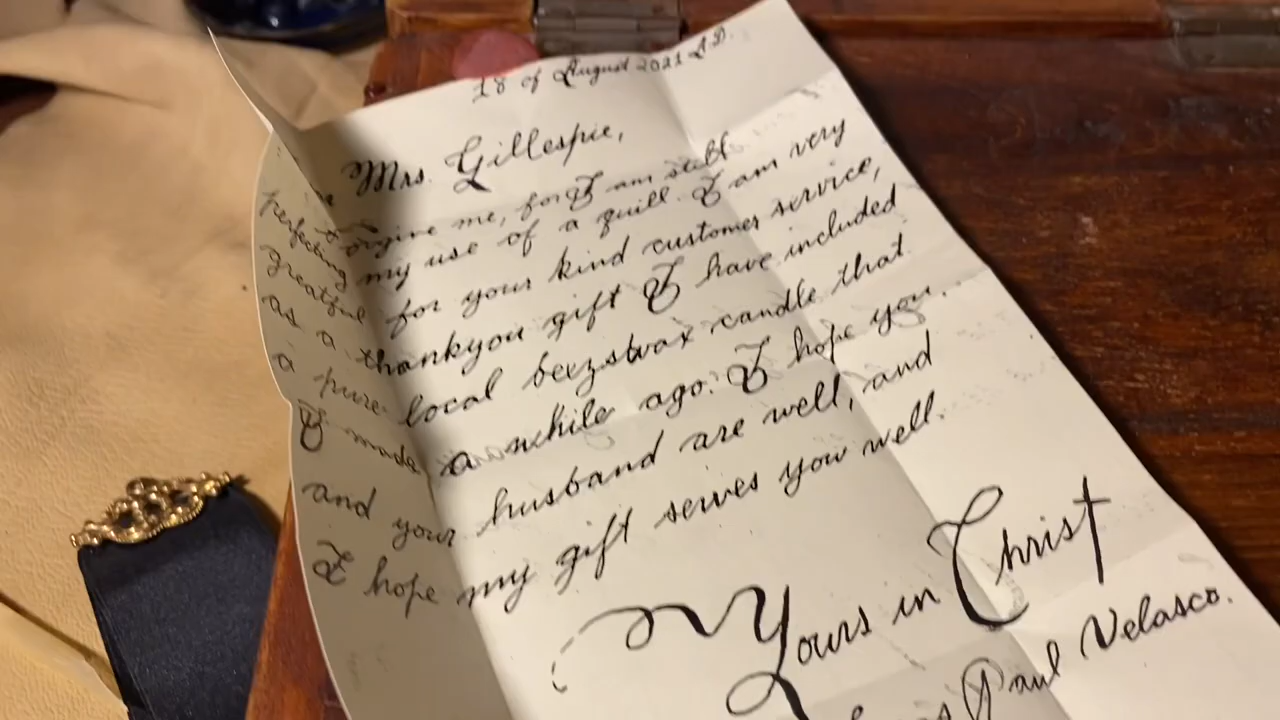 18 of August 2021 A.D.
Mrs. Gillespie,
Forgive me, for I am still
perfecting my use of a quill. I am very
greatful for your kind customer service,
as a thankyou gift I have included
a pure local beezswax candle that
I made a while ago. I hope you
and your husband are well, and
I hope my gift serves you well.
Yours in Christ
Paul Velasco.